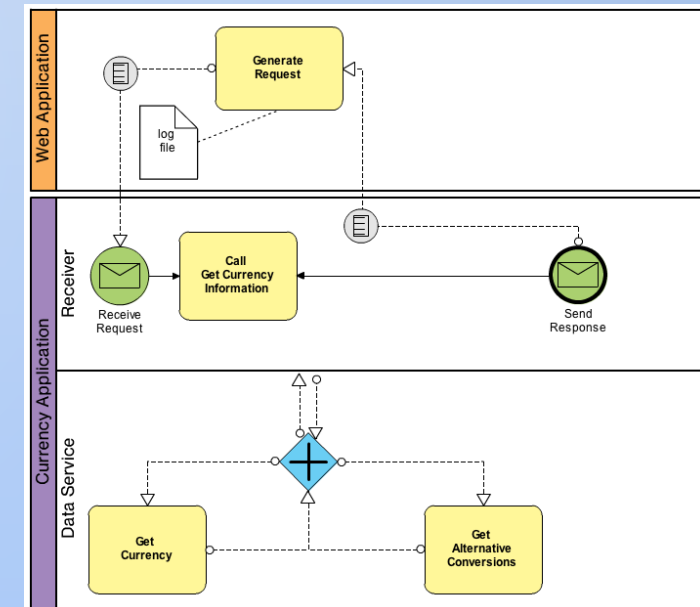 Web Application
Generate
Request
log
file
Currency Application
Receiver
Receive
Request
Call
Get Currency
Information
Send
Response
Data Service
Get
Currency
Get
Alternative
Conversions